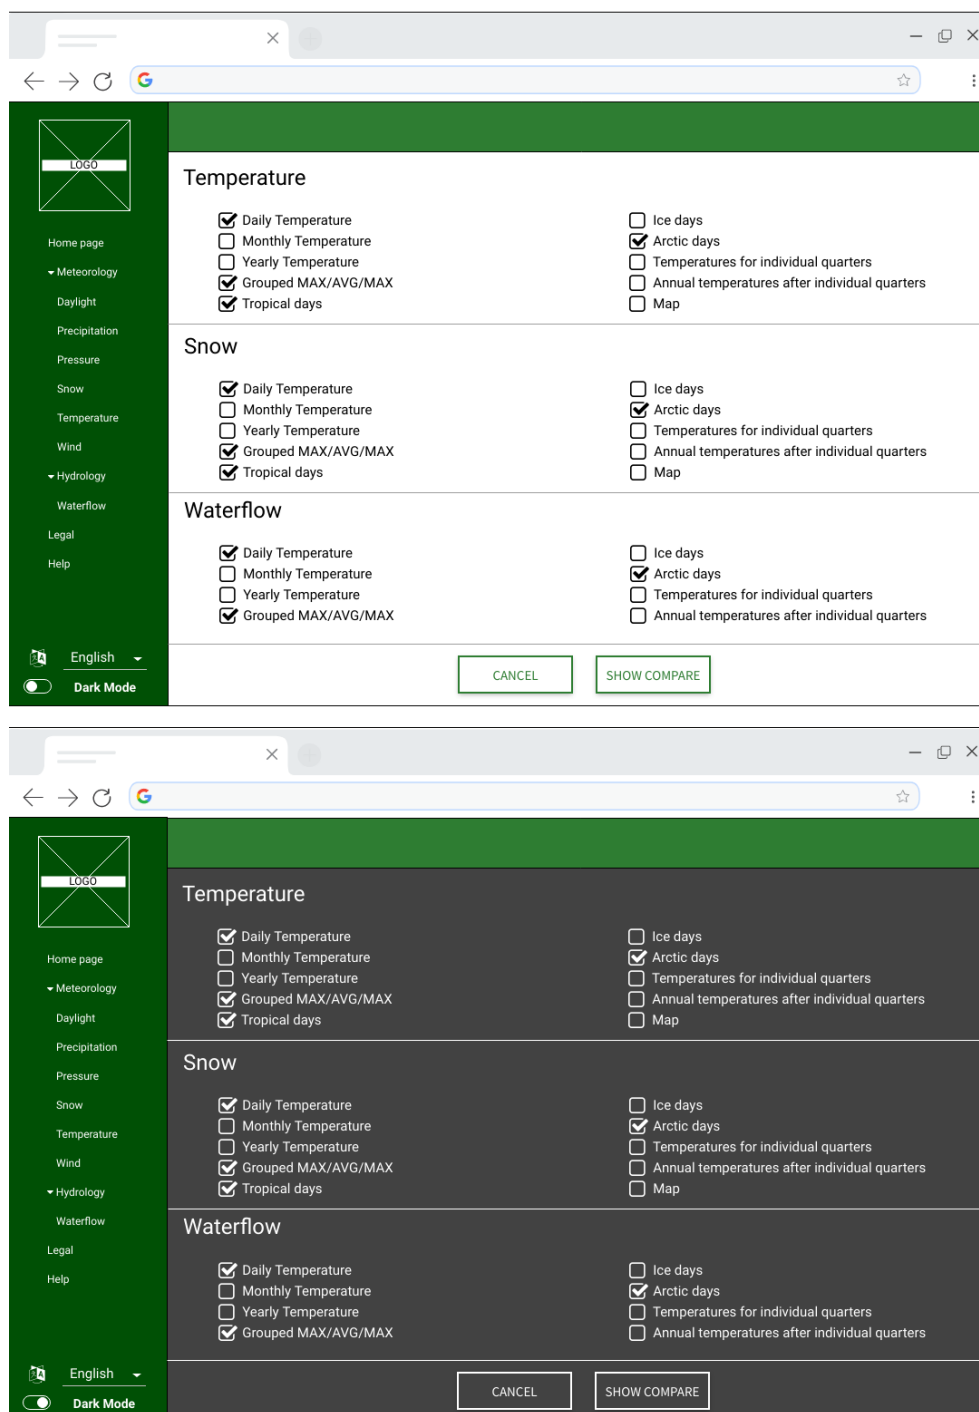 LOGO
Home page
Meteorology
Daylight
Precipitation
Pressure
Snow
Temperature
Wind
Hydrology
Waterflow
Legal
Help
English
Dark Mode
Temperature
Daily Temperature
Monthly Temperature
Yearly Temperature
Grouped MAX/AVG/MAX
Tropical days
Ice days
Arctic days
Temperatures for individual quarters
Annual temperatures after individual quarters
Map
Snow
Daily Temperature
Monthly Temperature
Yearly Temperature
Grouped MAX/AVG/MAX
Tropical days
Ice days
Arctic days
Temperatures for individual quarters
Annual temperatures after individual quarters
Map
Waterflow
Daily Temperature
Monthly Temperature
Yearly Temperature
Grouped MAX/AVG/MAX
Ice days
Arctic days
Temperatures for individual quarters
Annual temperatures after individual quarters
CANCEL
SHOW COMPARE
LOGO
Home page
Meteorology
Daylight
Precipitation
Pressure
Snow
Temperature
Wind
Hydrology
Waterflow
Legal
Help
English
Dark Mode
Temperature
Daily Temperature
Monthly Temperature
Yearly Temperature
Grouped MAX/AVG/MAX
Tropical days
Ice days
Arctic days
Temperatures for individual quarters
Annual temperatures after individual quarters
Map
Snow
Daily Temperature
Monthly Temperature
Yearly Temperature
Grouped MAX/AVG/MAX
Tropical days
Ice days
Arctic days
Temperatures for individual quarters
Annual temperatures after individual quarters
Map
Waterflow
Daily Temperature
Monthly Temperature
Yearly Temperature
Grouped MAX/AVG/MAX
Ice days
Arctic days
Temperatures for individual quarters
Annual temperatures after individual quarters
CANCEL
SHOW COMPARE